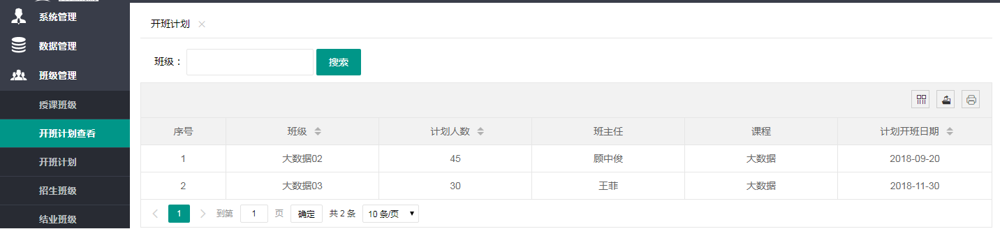 系统管理
数据管理
班级管理
授课班级
开班计划查看
开班计划
招生班级
结业班级
开班计划 ×
班级： 搜索
序号 班级 计划人数 班主任 课程 计划开班日期
1 大数据02 45 顾中俊 大数据 2018-09-20
2 大数据03 30 王菲 大数据 2018-11-30
1 到第 1 页 确定 共 2 条 10 条/页